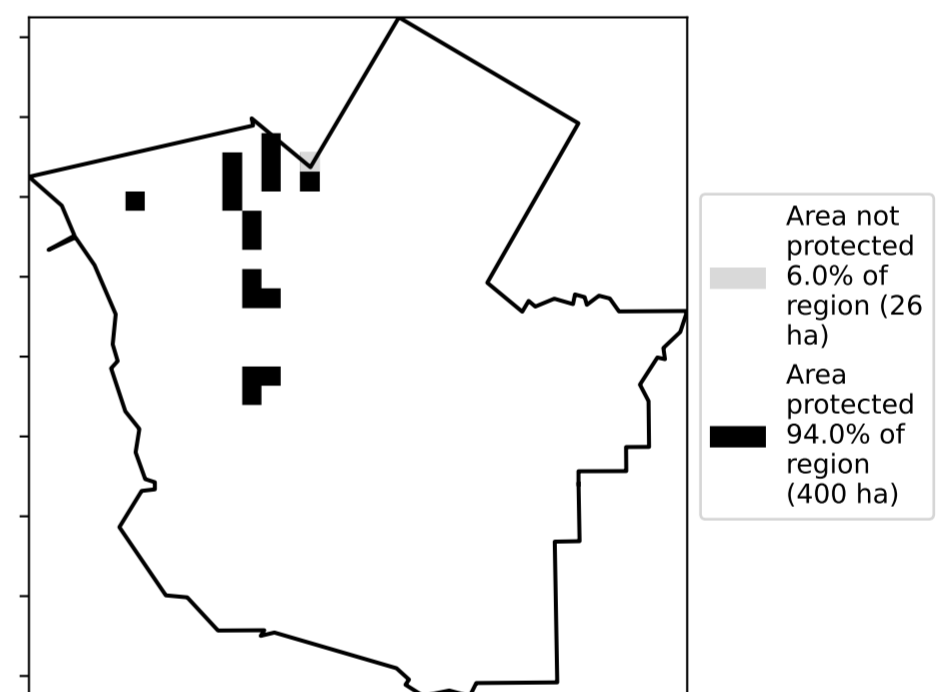 Area not
protected
6.0% of
region (26
ha)
Area
protected
94.0% of
region
(400 ha)